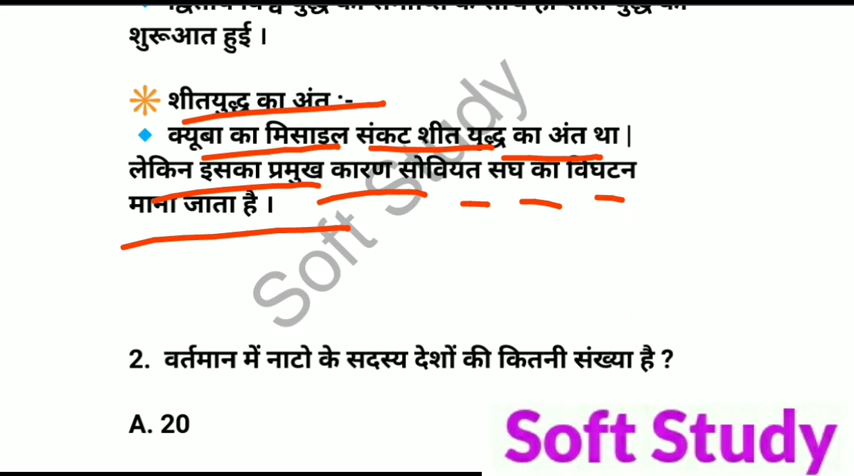 द्वितीय विश्व युद्ध की समाप्ति के साथ ही शीत युद्ध की
शुरूआत हुई ।
शीतयुद्ध का अंत :-
क्यूबा का मिसाइल संकट शीत युद्ध का अंत था |
लेकिन इसका प्रमुख कारण सोवियत संघ का विघटन
माना जाता है ।
Soft Study
2. वर्तमान में नाटो के सदस्य देशों की कितनी संख्या है ?
A. 20
Soft Study